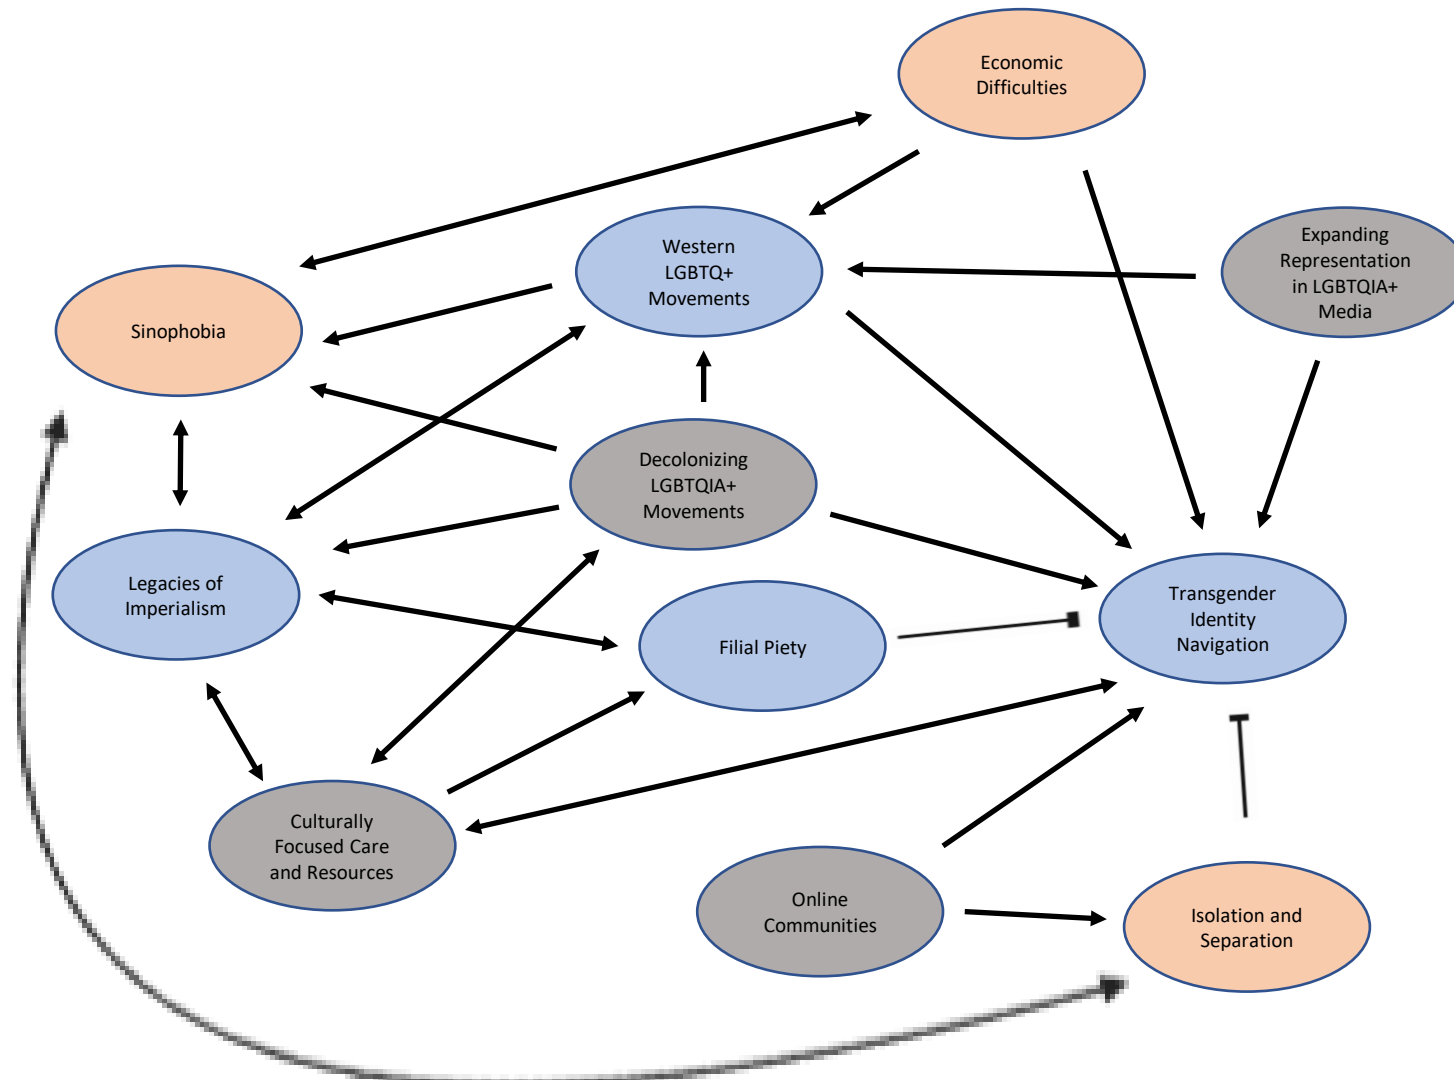 Economic
Difficulties
Western
LGBTQ+
Movements
Expanding
Representation
in LGBTQIA+
Media
Sinophobia
Decolonizing
LGBTQIA+
Movements
Legacies of
Imperialism
Filial Piety
Transgender
Identity
Navigation
Culturally
Focused Care
and Resources
Online
Communities
Isolation and
Separation